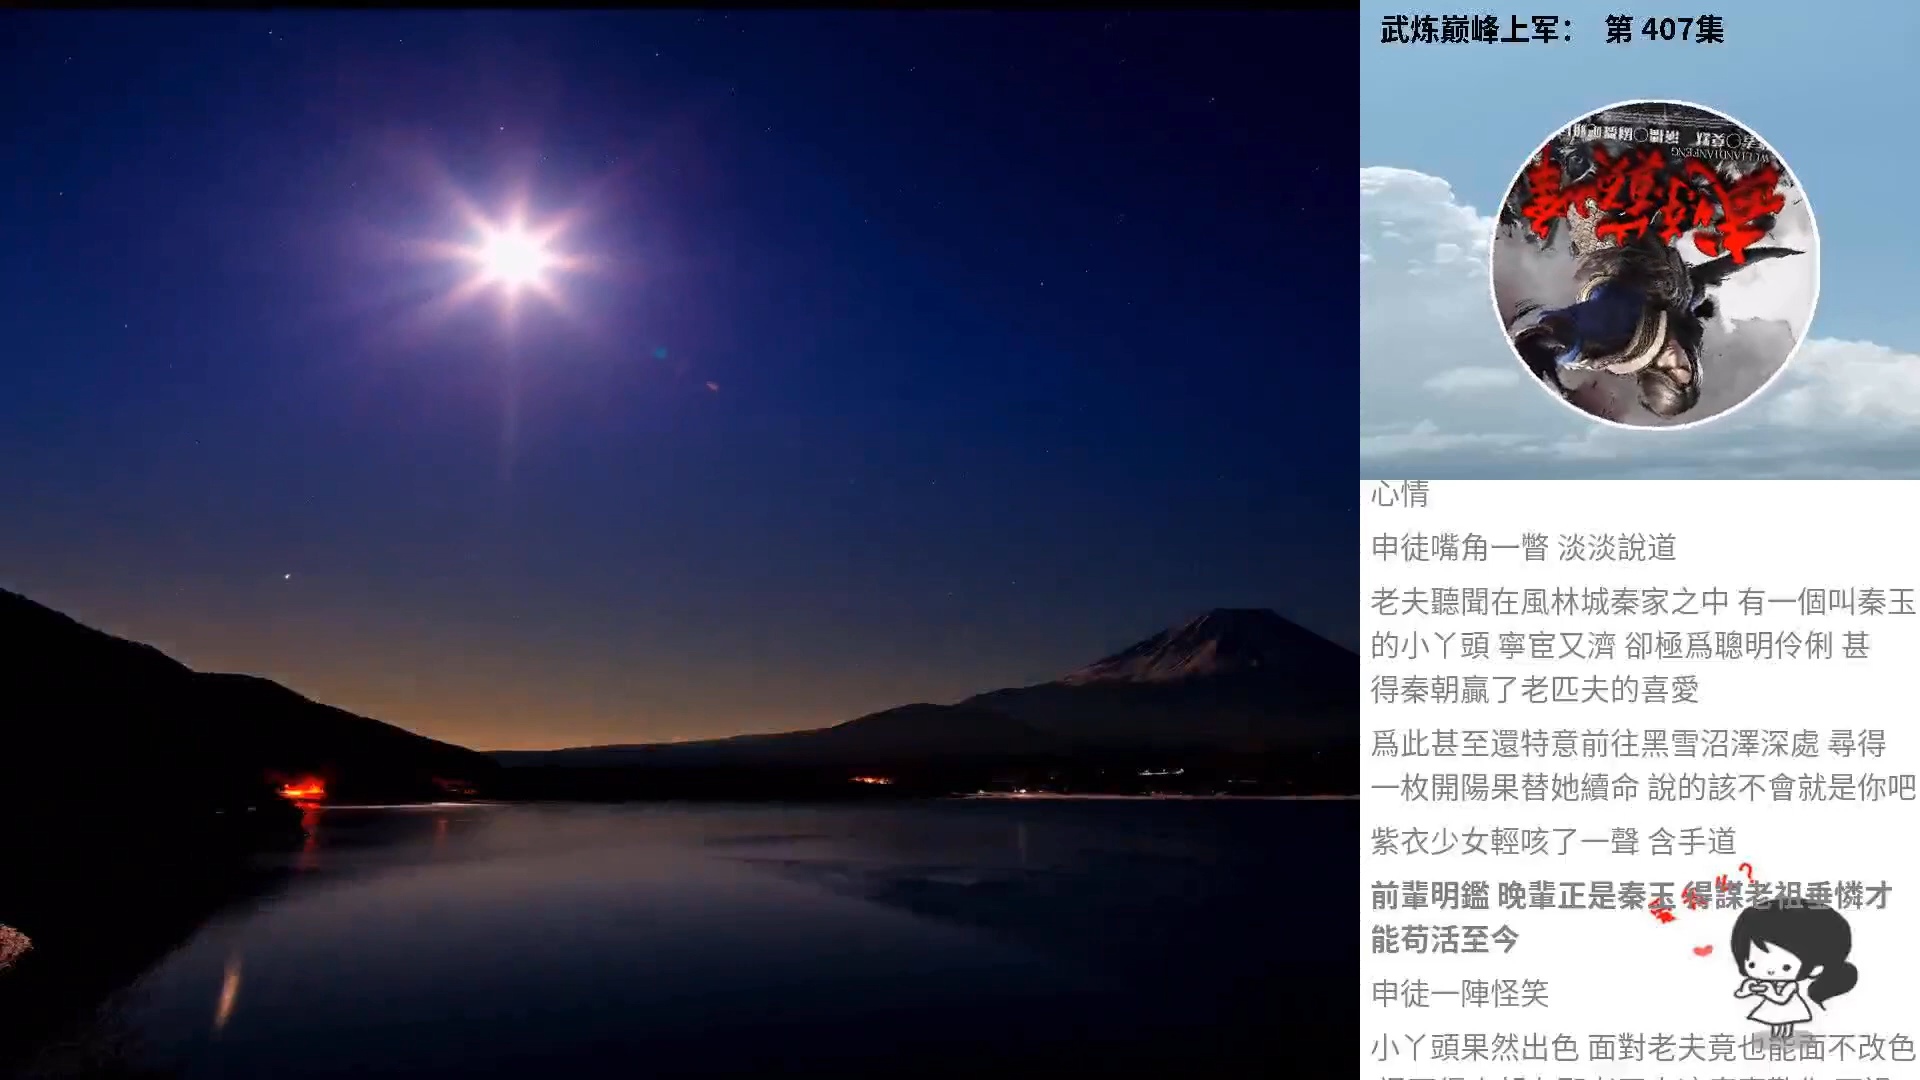 武炼巅峰上军： 第 407集
WULIANDIANFENG
心情
申徒嘴角一瞥 淡淡說道
老夫聽聞在風林城秦家之中 有一個叫秦玉
的小丫頭 寧宦又濟 卻極爲聰明伶俐 甚
得秦朝贏了老匹夫的喜愛
爲此甚至還特意前往黑雪沼澤深處 尋得
一枚開陽果替她續命 說的該不會就是你吧
紫衣少女輕咳了一聲 含手道
前輩明鑑 晚輩正是秦玉 得謀老祖垂憐才
能苟活至今
申徒一陣怪笑
小丫頭果然出色 面對老夫竟也能面不改色